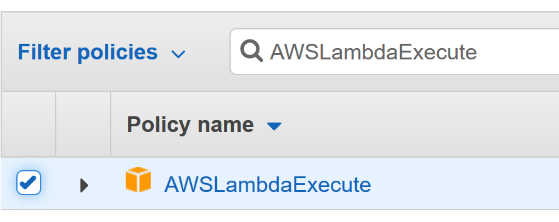 Filter policies AWSLambdaExecute
Policy name
AWSLambdaExecute